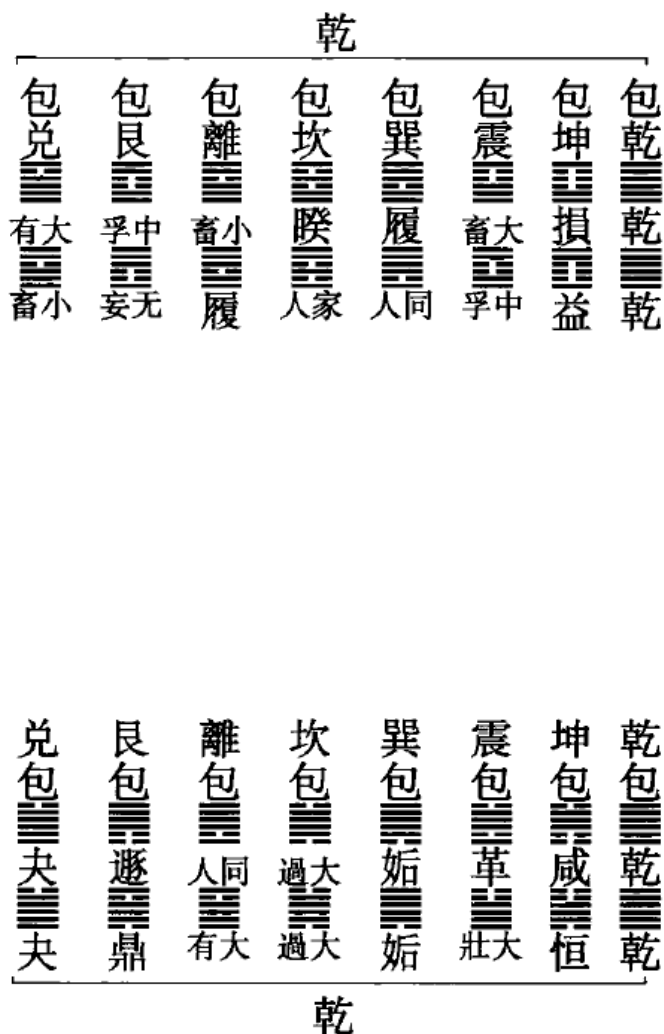 乾
包乾 乾 乾
包坤 損 益
包震 大畜 中孚
包巽 履 同人
包坎 暌 家人
包離 小畜 履
包艮 中孚 无妄
包兑 大有 小畜
乾包 乾 乾
坤包 咸 恒
震包 革 大壯
巽包 姤 姤
坎包 大過 大過
離包 同人 大有
艮包 遯 鼎
兑包 夬 夬
乾